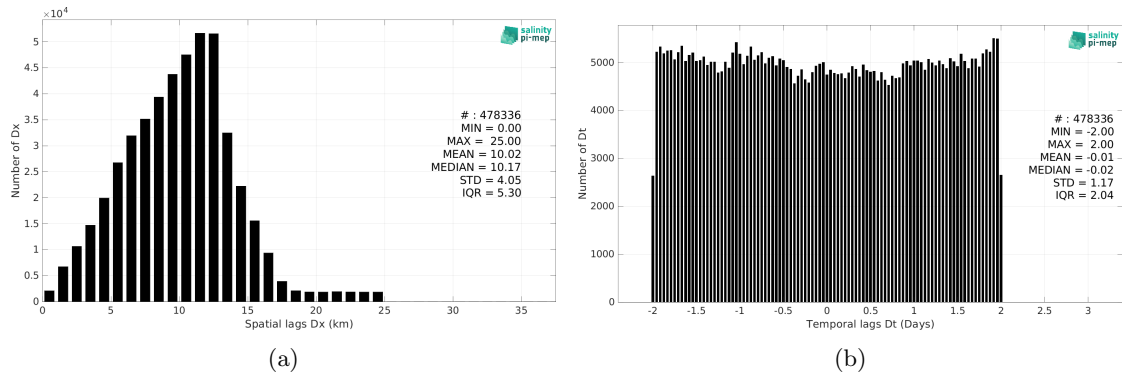 ×10⁴
5
4.5
4
3.5
3
2.5
2
1.5
1
0.5
0
Number of Dx
salinity
pi-mep
# : 478336
MIN = 0.00
MAX = 25.00
MEAN = 10.02
MEDIAN = 10.17
STD = 4.05
IQR = 5.30
0 5 10 15 20 25 30 35
Spatial lags Dx (km)
(a)
5000
4000
3000
2000
1000
0
Number of Dt
salinity
pi-mep
# : 478336
MIN = -2.00
MAX = 2.00
MEAN = -0.01
MEDIAN = -0.02
STD = 1.17
IQR = 2.04
-2 -1.5 -1 -0.5 0 0.5 1 1.5 2 2.5 3
Temporal lags Dt (Days)
(b)